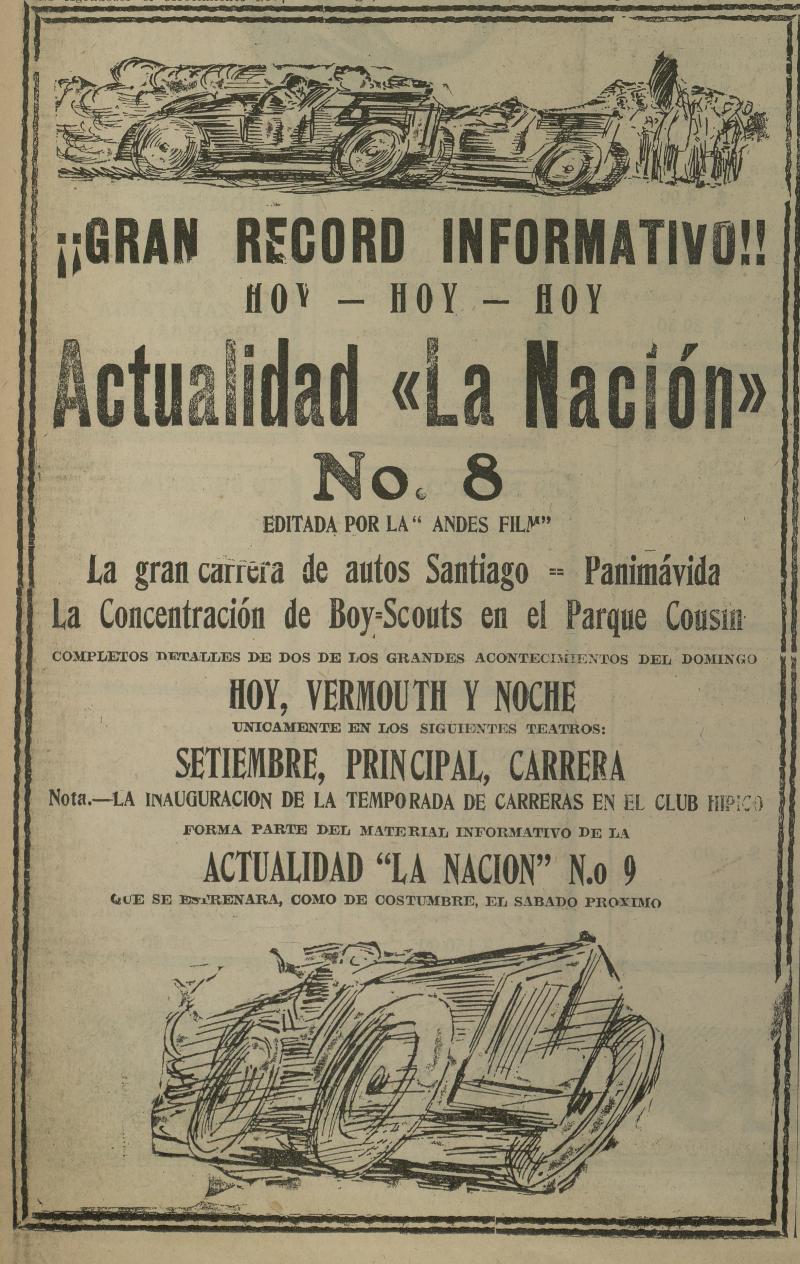 ¡¡GRAN RECORD INFORMATIVO!!
HOY — HOY — HOY
Actualidad «La Nación»
No. 8
EDITADA POR LA “ ANDES FILM”
La gran carrera de autos Santiago = Panimávida
La Concentración de Boy=Scouts en el Parque Cousin
COMPLETOS DETALLES DE DOS DE LOS GRANDES ACONTECIMIENTOS DEL DOMINGO
HOY, VERMOUTH Y NOCHE
UNICAMENTE EN LOS SIGUIENTES TEATROS:
SETIEMBRE, PRINCIPAL, CARRERA
Nota.—LA INAUGURACION DE LA TEMPORADA DE CARRERAS EN EL CLUB HIPICO
FORMA PARTE DEL MATERIAL INFORMATIVO DE LA
ACTUALIDAD “LA NACION” N.o 9
QUE SE ESTRENARA, COMO DE COSTUMBRE, EL SABADO PROXIMO